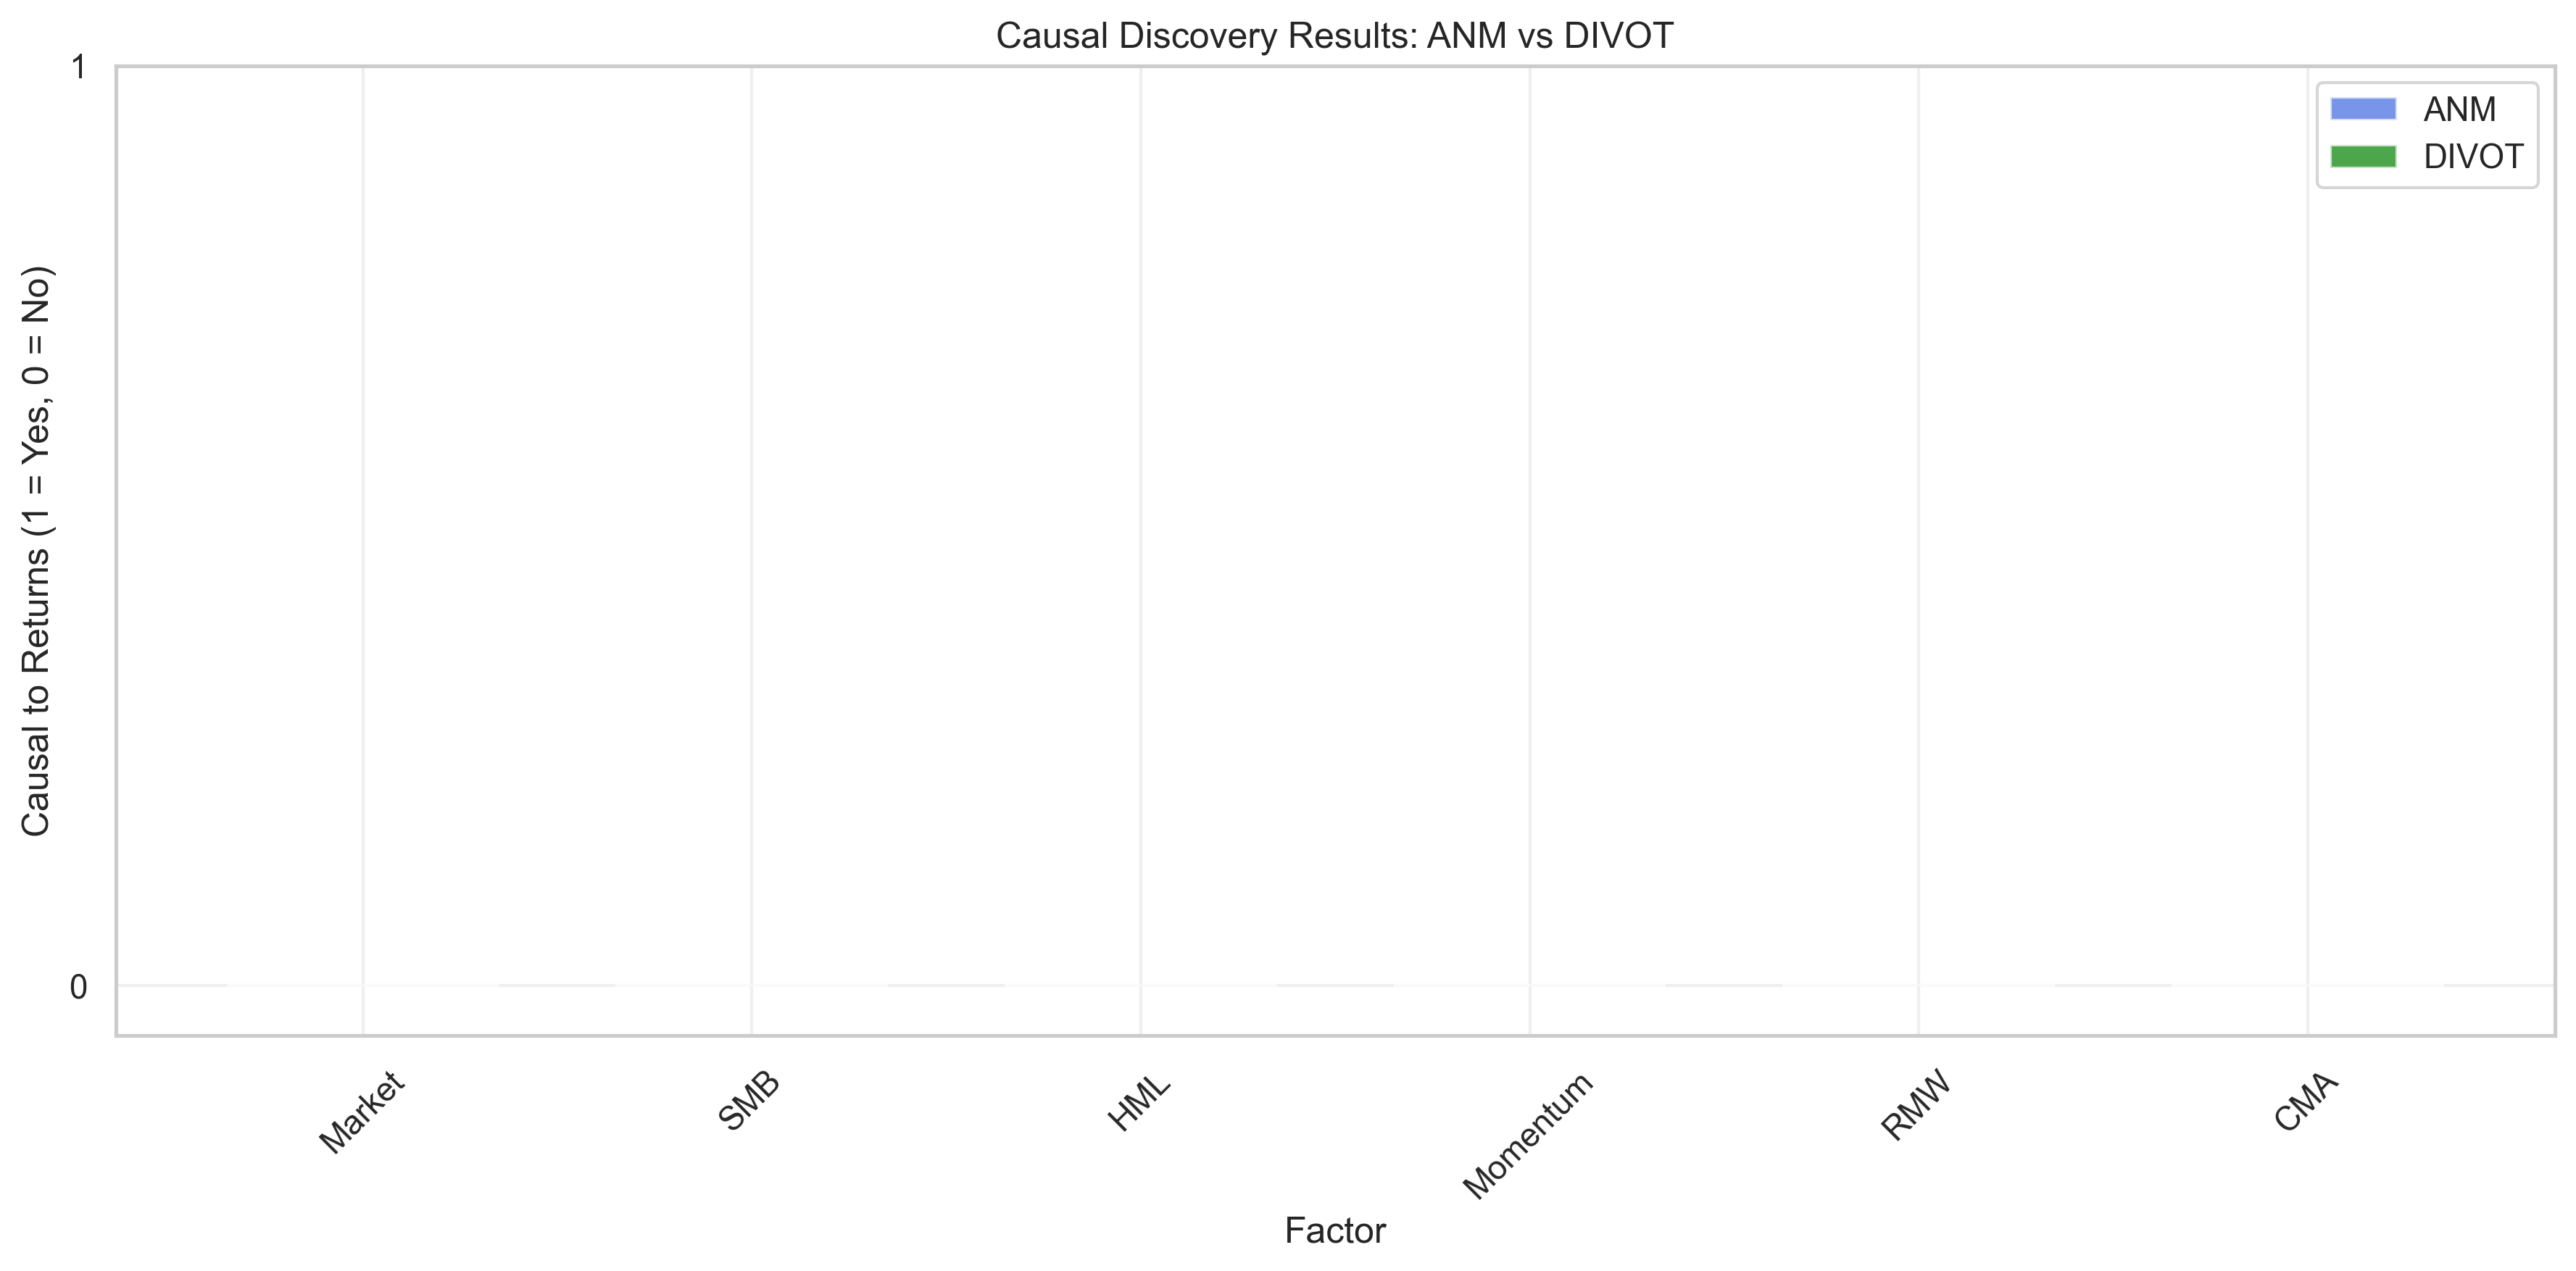 Causal Discovery Results: ANM vs DIVOT
1
ANM
DIVOT
Causal to Returns (1 = Yes, 0 = No)
0
Market
SMB
HML
Momentum
RMW
CMA
Factor